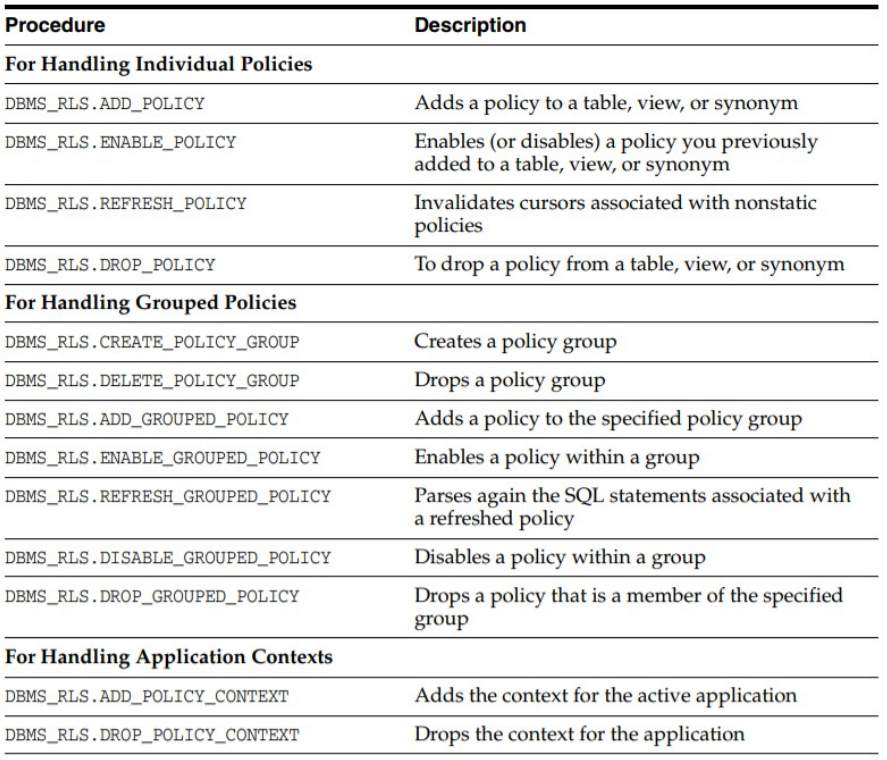 Procedure Description
For Handling Individual Policies
DBMS_RLS.ADD_POLICY Adds a policy to a table, view, or synonym
DBMS_RLS.ENABLE_POLICY Enables (or disables) a policy you previously
added to a table, view, or synonym
DBMS_RLS.REFRESH_POLICY Invalidates cursors associated with nonstatic
policies
DBMS_RLS.DROP_POLICY To drop a policy from a table, view, or synonym
For Handling Grouped Policies
DBMS_RLS.CREATE_POLICY_GROUP Creates a policy group
DBMS_RLS.DELETE_POLICY_GROUP Drops a policy group
DBMS_RLS.ADD_GROUPED_POLICY Adds a policy to the specified policy group
DBMS_RLS.ENABLE_GROUPED_POLICY Enables a policy within a group
DBMS_RLS.REFRESH_GROUPED_POLICY Parses again the SQL statements associated with
a refreshed policy
DBMS_RLS.DISABLE_GROUPED_POLICY Disables a policy within a group
DBMS_RLS.DROP_GROUPED_POLICY Drops a policy that is a member of the specified
group
For Handling Application Contexts
DBMS_RLS.ADD_POLICY_CONTEXT Adds the context for the active application
DBMS_RLS.DROP_POLICY_CONTEXT Drops the context for the application